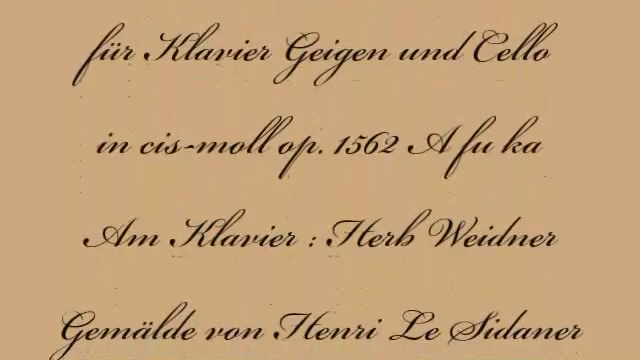 für Klavier Geigen und Cello
in cis-moll op. 1562 A fu ka
Am Klavier : Herb Weidner
Gemälde von Henri Le Sidaner